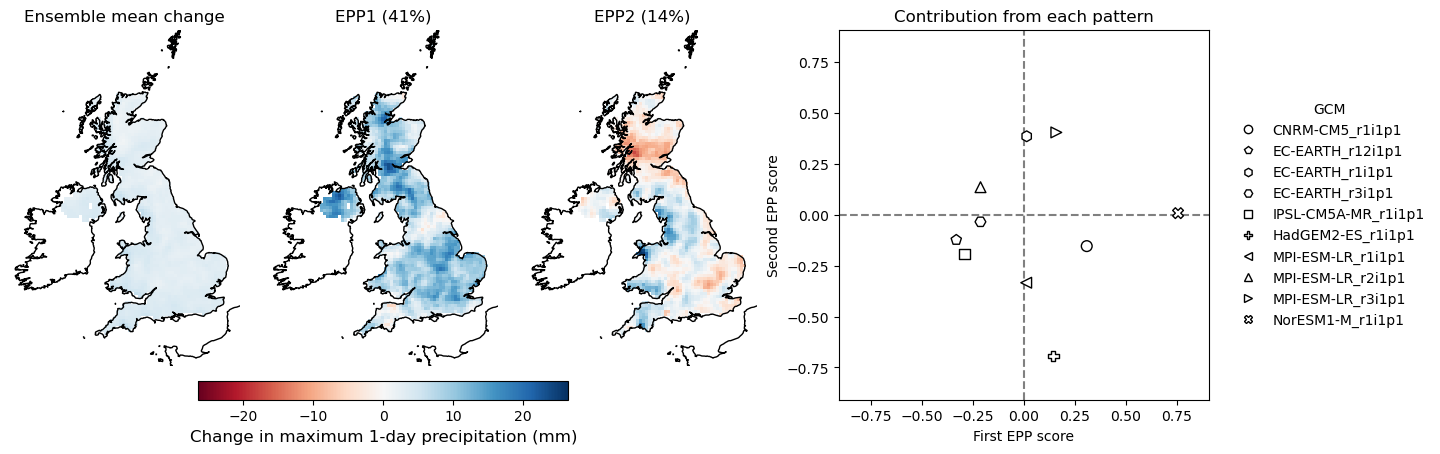 Ensemble mean change
EPP1 (41%)
EPP2 (14%)
Contribution from each pattern
−20 −10 0 10 20
Change in maximum 1-day precipitation (mm)
0.75
0.50
0.25
0.00
−0.25
−0.50
−0.75
Second EPP score
−0.75 −0.50 −0.25 0.00 0.25 0.50 0.75
First EPP score
GCM
CNRM-CM5_r1i1p1
EC-EARTH_r12i1p1
EC-EARTH_r1i1p1
EC-EARTH_r3i1p1
IPSL-CM5A-MR_r1i1p1
HadGEM2-ES_r1i1p1
MPI-ESM-LR_r1i1p1
MPI-ESM-LR_r2i1p1
MPI-ESM-LR_r3i1p1
NorESM1-M_r1i1p1